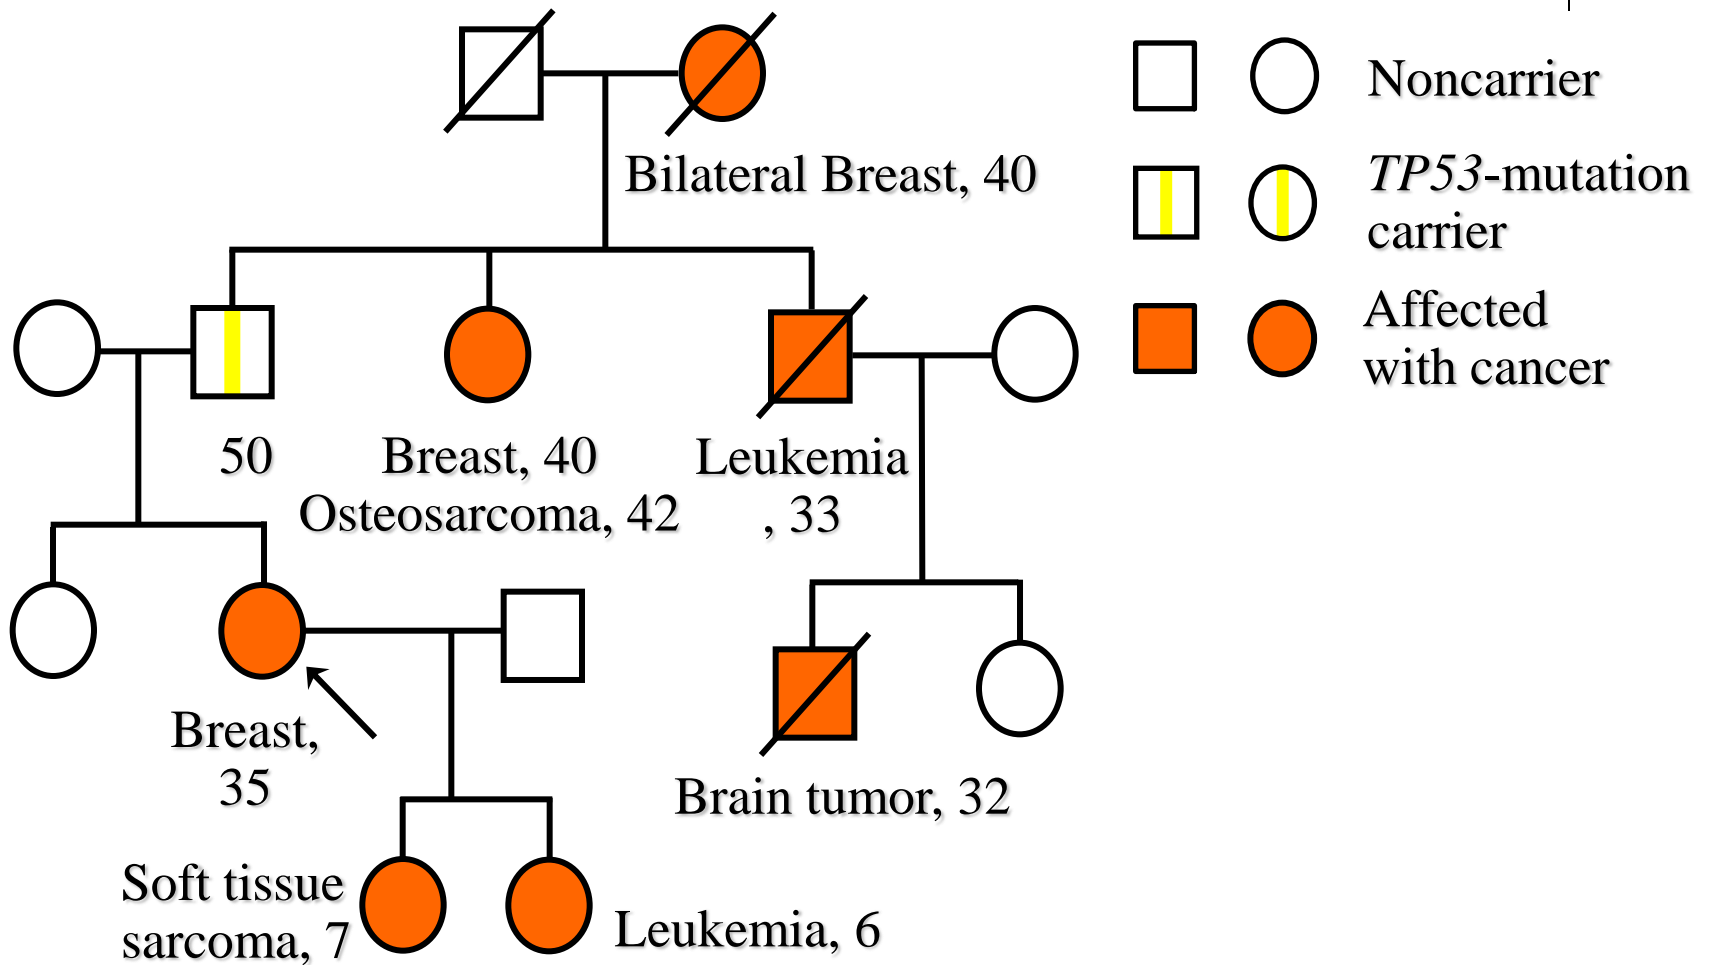 Noncarrier
TP53-mutation
carrier
Affected
with cancer
Bilateral Breast, 40
50
Breast, 40
Osteosarcoma, 42
Leukemia
, 33
Breast,
35
Brain tumor, 32
Soft tissue
sarcoma, 7
Leukemia, 6